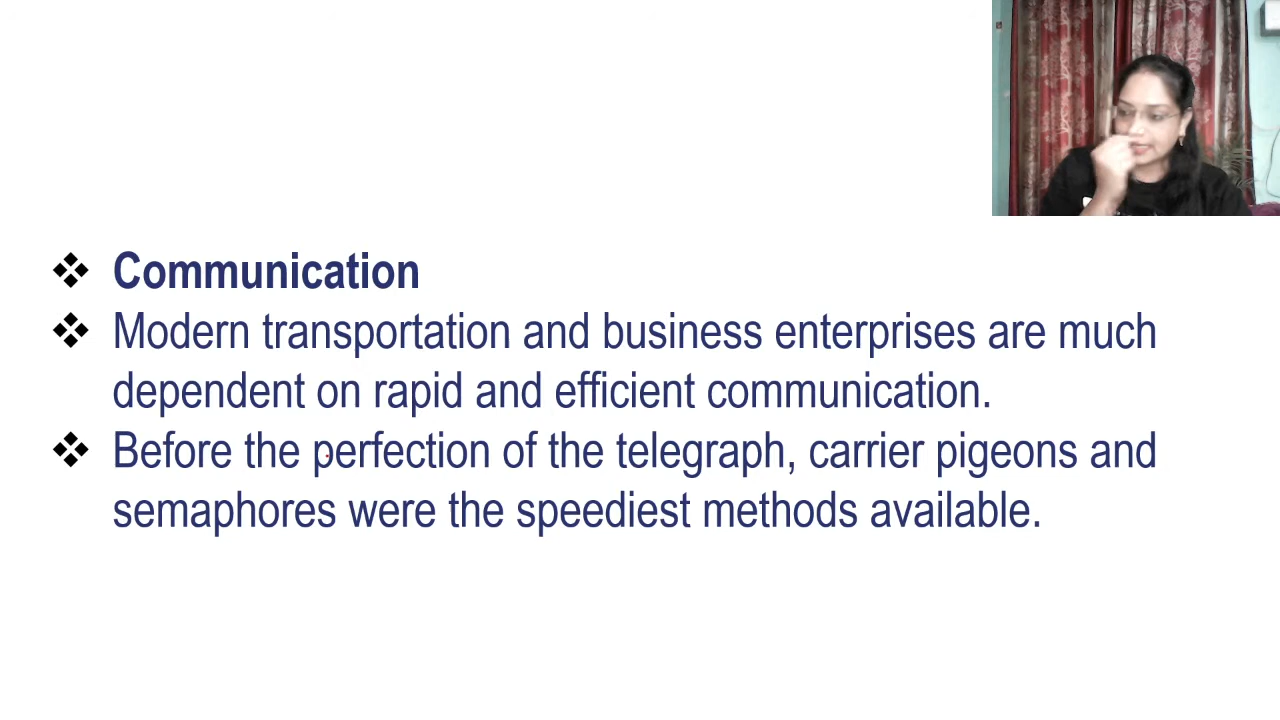 Communication
Modern transportation and business enterprises are much
dependent on rapid and efficient communication.
Before the perfection of the telegraph, carrier pigeons and
semaphores were the speediest methods available.